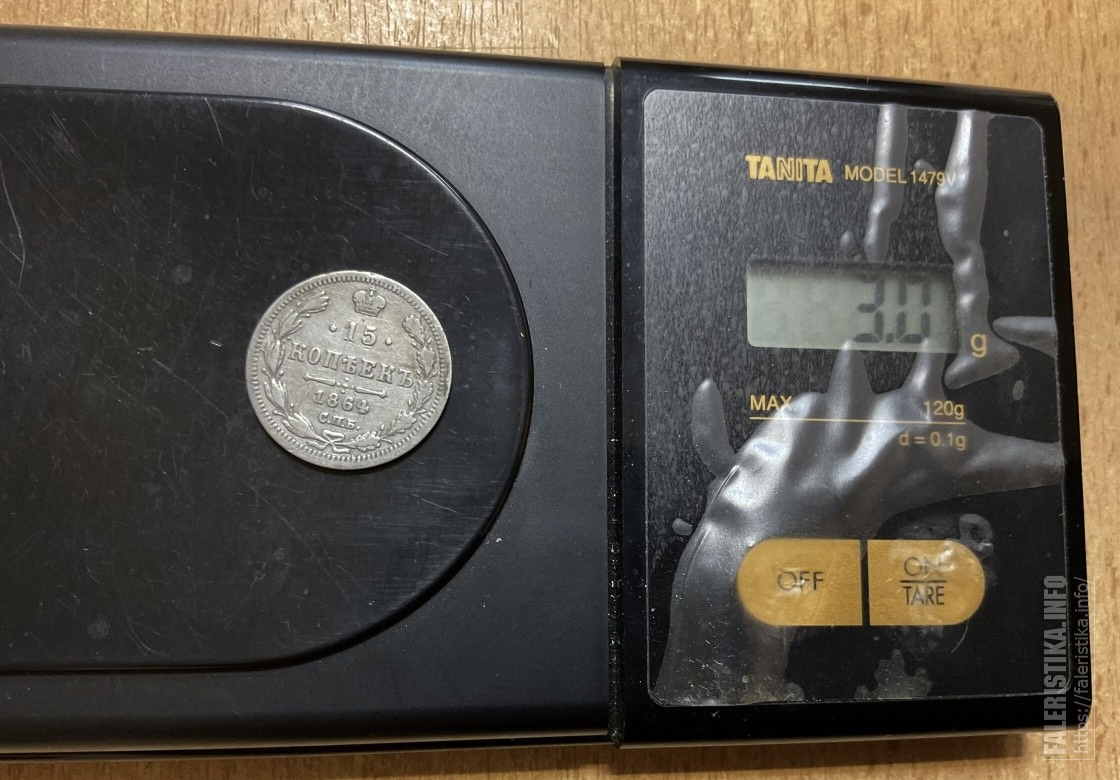 · 15 ·
КОПѢЕКЪ
1864
С.П.Б.
TANITA MODEL 1479V
3.0 g
MAX 120g
d = 0.1g
OFF
ON
TARE
FALERISTIKA.INFO
https://faleristika.info/